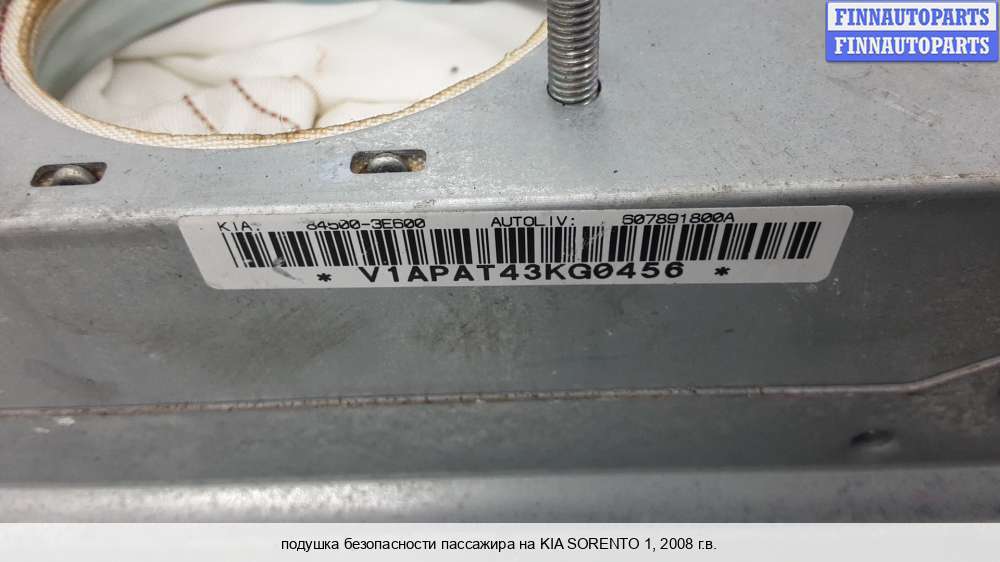 FINNAUTOPARTS
FINNAUTOPARTS
KIA: 84500-3E600 AUTOLIV: 607891800A
* V1APAT43KG0456 *
подушка безопасности пассажира на KIA SORENTO 1, 2008 г.в.